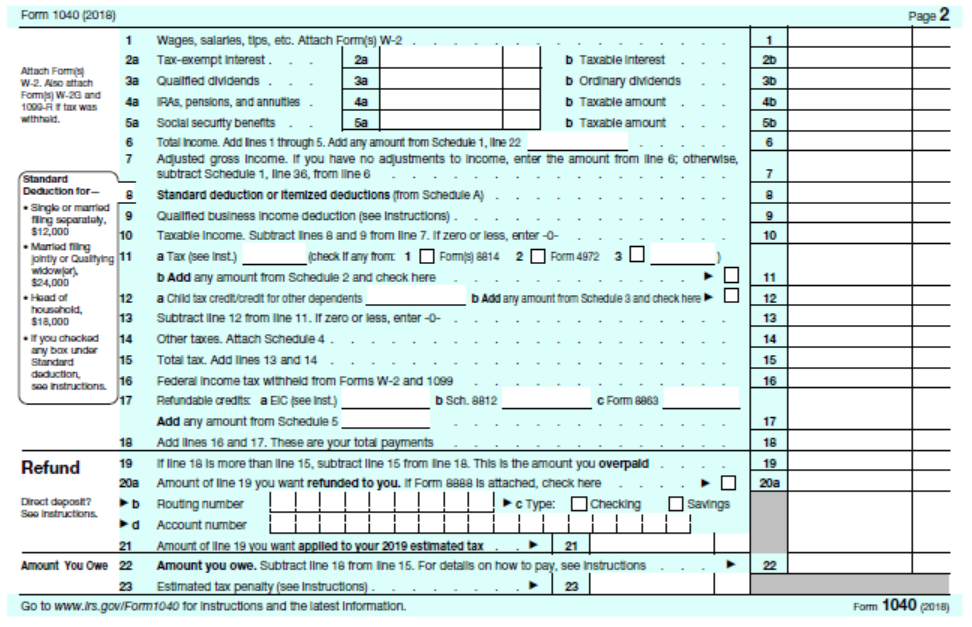 Form 1040 (2018) Page 2
1 Wages, salaries, tips, etc. Attach Form(s) W-2 . . . . . . . . . . . . . . . . 1
Attach Form(s) W-2. Also attach Form(s) W-2G and 1099-R if tax was withheld.
2a Tax-exempt interest . . . 2a b Taxable interest . . . 2b
3a Qualified dividends . . . 3a b Ordinary dividends . . . 3b
4a IRAs, pensions, and annuities . 4a b Taxable amount . . . 4b
5a Social security benefits . . 5a b Taxable amount . . . 5b
6 Total income. Add lines 1 through 5. Add any amount from Schedule 1, line 22 . . . . . 6
7 Adjusted gross income. If you have no adjustments to income, enter the amount from line 6; otherwise,
subtract Schedule 1, line 36, from line 6 . . . . . . . . . . . . . . . . . 7
Standard
Deduction for—
• Single or married
filing separately,
$12,000
• Married filing
jointly or Qualifying
widow(er),
$24,000
• Head of
household,
$18,000
• If you checked
any box under
Standard
deduction,
see instructions.
8 Standard deduction or itemized deductions (from Schedule A) . . . . . . . . . . . 8
9 Qualified business income deduction (see instructions) . . . . . . . . . . . . . . 9
10 Taxable income. Subtract lines 8 and 9 from line 7. If zero or less, enter -0- . . . . . . . 10
11 a Tax (see inst.) (check if any from: 1 Form(s) 8814 2 Form 4972 3 )
b Add any amount from Schedule 2 and check here . . . . . . . . . . . . ▶ 11
12 a Child tax credit/credit for other dependents b Add any amount from Schedule 3 and check here ▶ 12
13 Subtract line 12 from line 11. If zero or less, enter -0- . . . . . . . . . . . . . . 13
14 Other taxes. Attach Schedule 4 . . . . . . . . . . . . . . . . . . . . 14
15 Total tax. Add lines 13 and 14 . . . . . . . . . . . . . . . . . . . . 15
16 Federal income tax withheld from Forms W-2 and 1099 . . . . . . . . . . . . . 16
17 Refundable credits: a EIC (see inst.) b Sch. 8812 c Form 8863
Add any amount from Schedule 5 . . . . . . . . . . . . . . 17
18 Add lines 16 and 17. These are your total payments . . . . . . . . . . . . . . 18
Refund
19 If line 18 is more than line 15, subtract line 15 from line 18. This is the amount you overpaid . . . . 19
20a Amount of line 19 you want refunded to you. If Form 8888 is attached, check here . . . . ▶ 20a
Direct deposit?
See instructions.
▶ b Routing number ▶ c Type: Checking Savings
▶ d Account number
21 Amount of line 19 you want applied to your 2019 estimated tax . . ▶ 21
Amount You Owe 22 Amount you owe. Subtract line 18 from line 15. For details on how to pay, see instructions . . . ▶ 22
23 Estimated tax penalty (see instructions) . . . . . . . . ▶ 23
Go to www.irs.gov/Form1040 for instructions and the latest information. Form 1040 (2018)